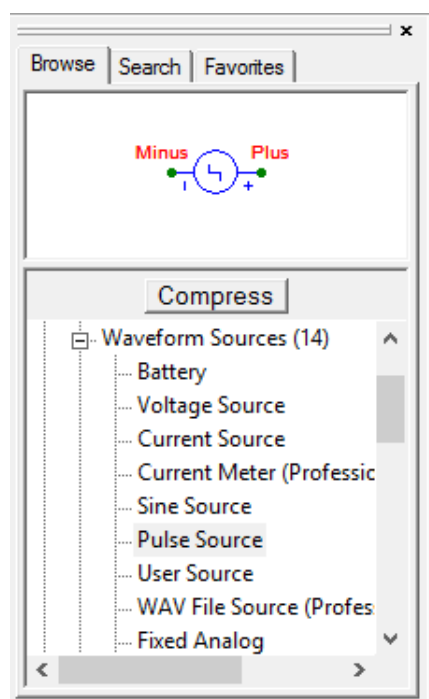 x
Browse Search Favorites
Minus Plus
+
Compress
Waveform Sources (14)
Battery
Voltage Source
Current Source
Current Meter (Professic
Sine Source
Pulse Source
User Source
WAV File Source (Profes
Fixed Analog